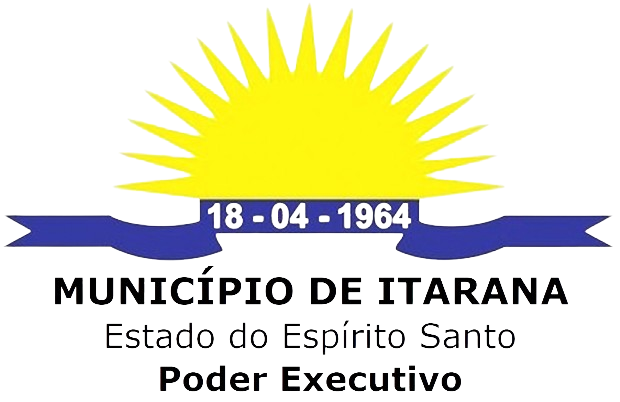 18 - 04 - 1964
MUNICÍPIO DE ITARANA
Estado do Espírito Santo
Poder Executivo